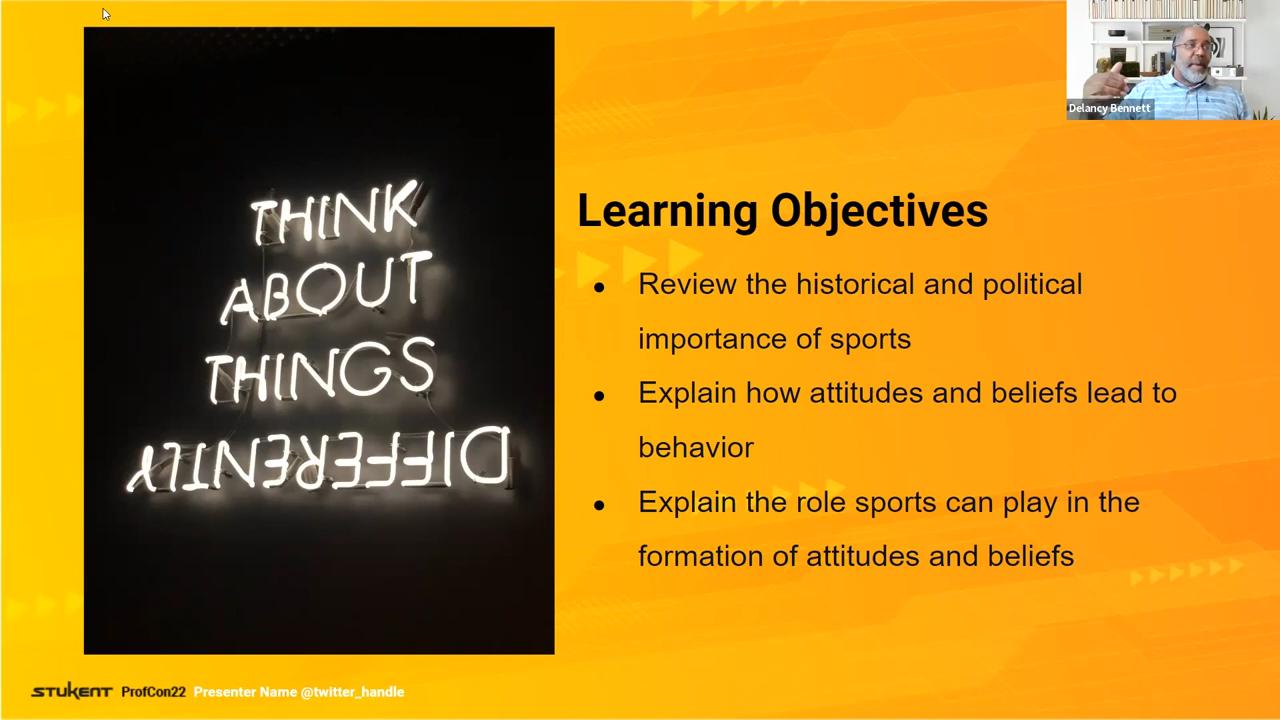 Delancy Bennett
THINK
ABOUT
THINGS
DIFFERENTLY
Learning Objectives
● Review the historical and political
importance of sports
● Explain how attitudes and beliefs lead to
behavior
● Explain the role sports can play in the
formation of attitudes and beliefs
STUKENT ProfCon22 Presenter Name @twitter_handle